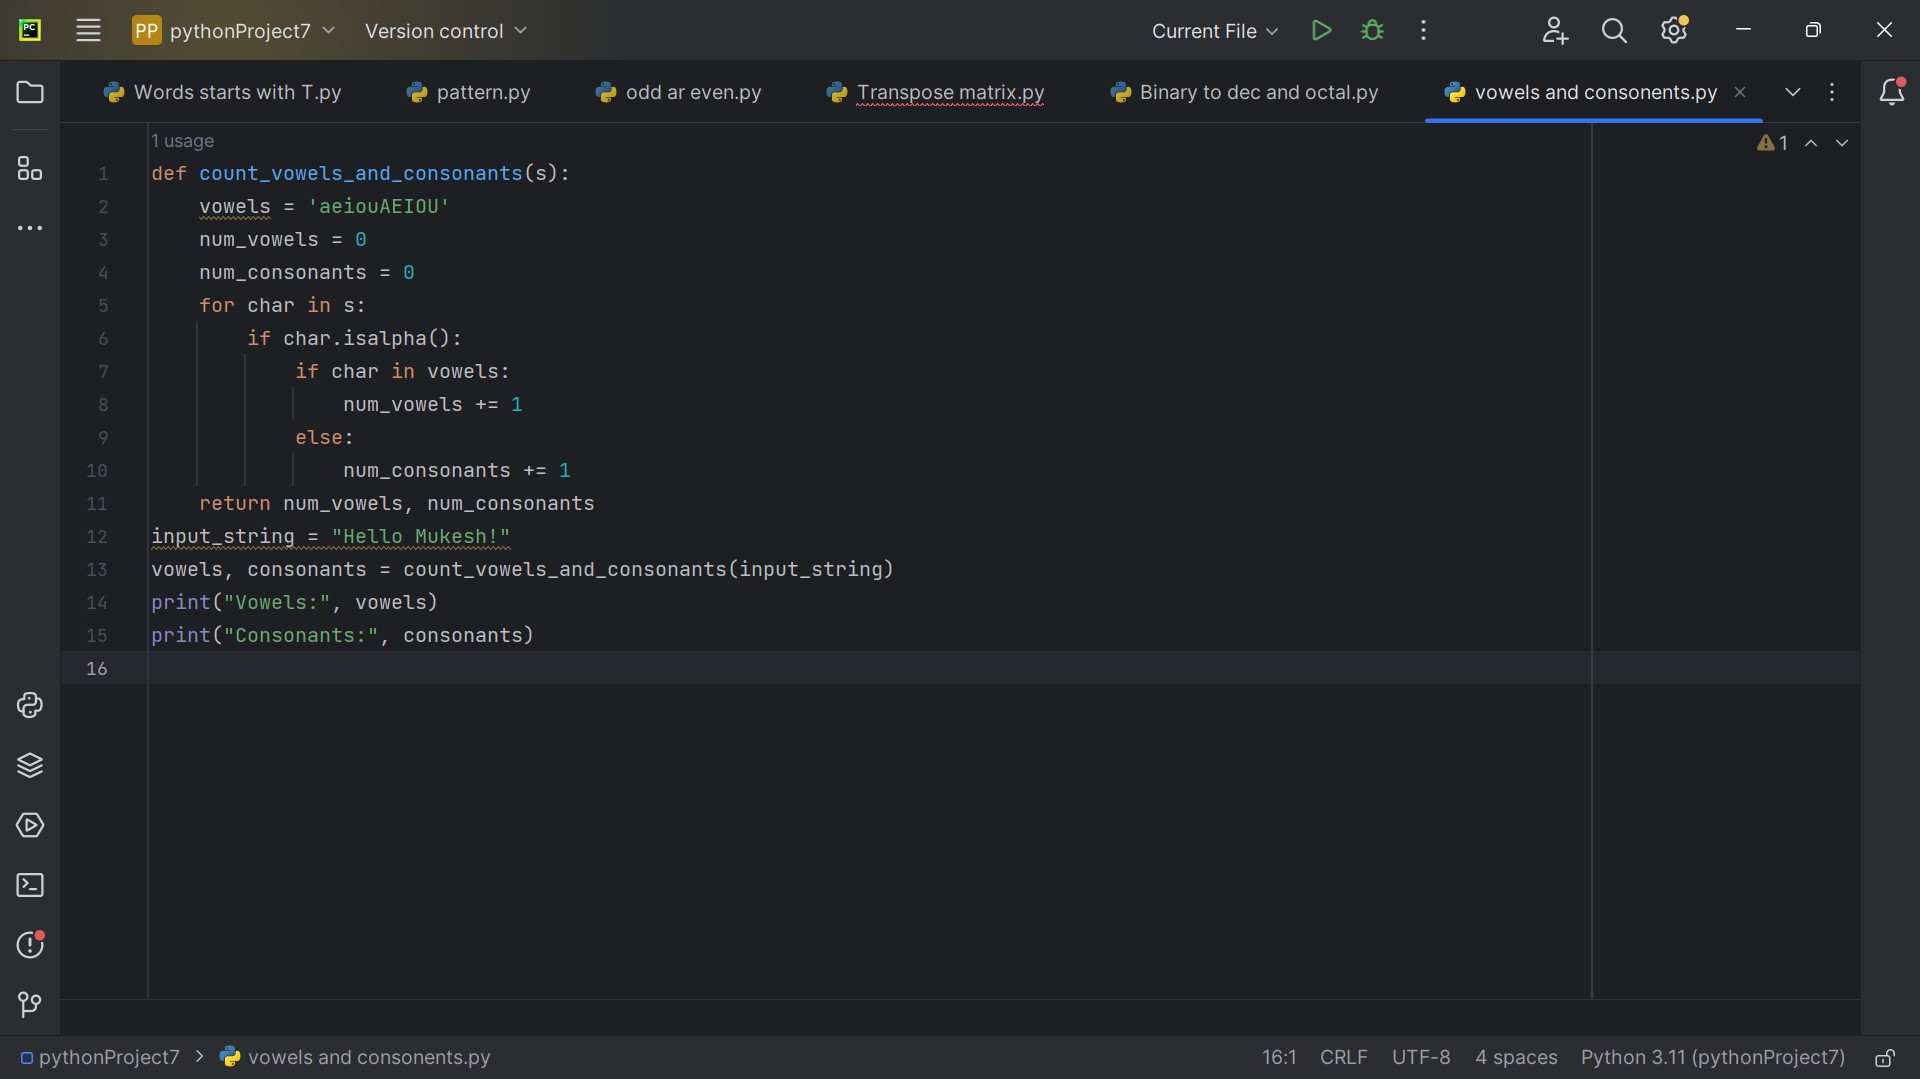 PC
PP pythonProject7 Version control Current File
Words starts with T.py pattern.py odd ar even.py Transpose matrix.py Binary to dec and octal.py vowels and consonents.py
1 usage 1
1 def count_vowels_and_consonants(s):
2     vowels = 'aeiouAEIOU'
3     num_vowels = 0
4     num_consonants = 0
5     for char in s:
6         if char.isalpha():
7             if char in vowels:
8                 num_vowels += 1
9             else:
10                 num_consonants += 1
11     return num_vowels, num_consonants
12 input_string = "Hello Mukesh!"
13 vowels, consonants = count_vowels_and_consonants(input_string)
14 print("Vowels:", vowels)
15 print("Consonants:", consonants)
16
pythonProject7 > vowels and consonents.py 16:1 CRLF UTF-8 4 spaces Python 3.11 (pythonProject7)